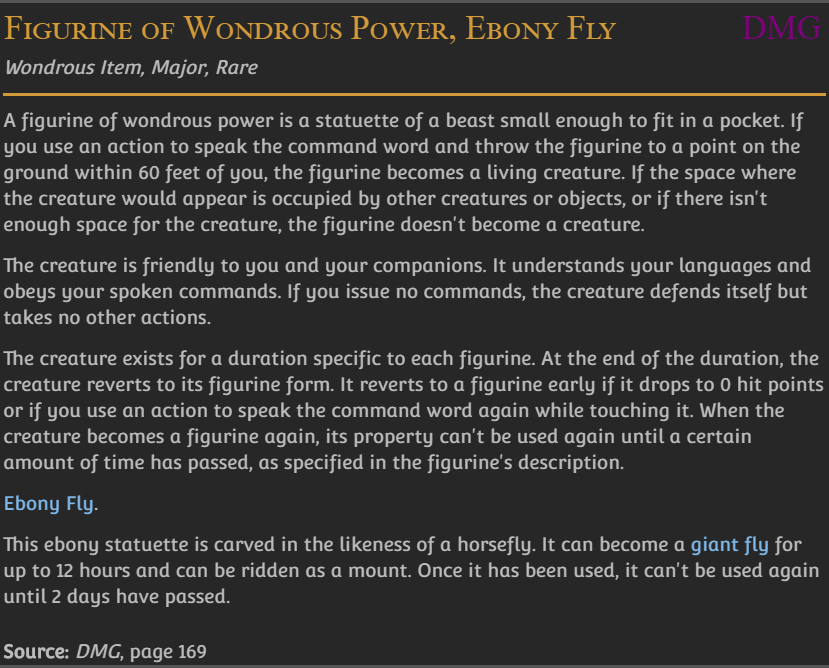 Figurine of Wondrous Power, Ebony Fly DMG
Wondrous Item, Major, Rare
A figurine of wondrous power is a statuette of a beast small enough to fit in a pocket. If
you use an action to speak the command word and throw the figurine to a point on the
ground within 60 feet of you, the figurine becomes a living creature. If the space where
the creature would appear is occupied by other creatures or objects, or if there isn't
enough space for the creature, the figurine doesn't become a creature.
The creature is friendly to you and your companions. It understands your languages and
obeys your spoken commands. If you issue no commands, the creature defends itself but
takes no other actions.
The creature exists for a duration specific to each figurine. At the end of the duration, the
creature reverts to its figurine form. It reverts to a figurine early if it drops to 0 hit points
or if you use an action to speak the command word again while touching it. When the
creature becomes a figurine again, its property can't be used again until a certain
amount of time has passed, as specified in the figurine's description.
Ebony Fly.
This ebony statuette is carved in the likeness of a horsefly. It can become a giant fly for
up to 12 hours and can be ridden as a mount. Once it has been used, it can't be used again
until 2 days have passed.
Source: DMG, page 169